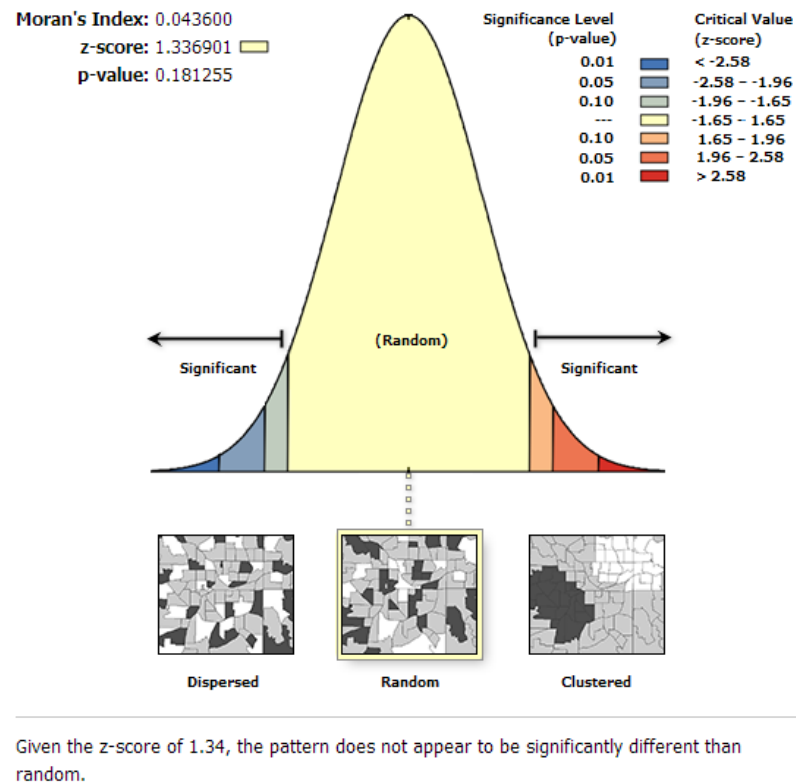 Moran's Index: 0.043600
z-score: 1.336901
p-value: 0.181255
Significance Level
(p-value)
Critical Value
(z-score)
0.01 < -2.58
0.05 -2.58 – -1.96
0.10 -1.96 – -1.65
--- -1.65 - 1.65
0.10 1.65 – 1.96
0.05 1.96 – 2.58
0.01 > 2.58
(Random)
Significant
Significant
Dispersed
Random
Clustered
Given the z-score of 1.34, the pattern does not appear to be significantly different than
random.